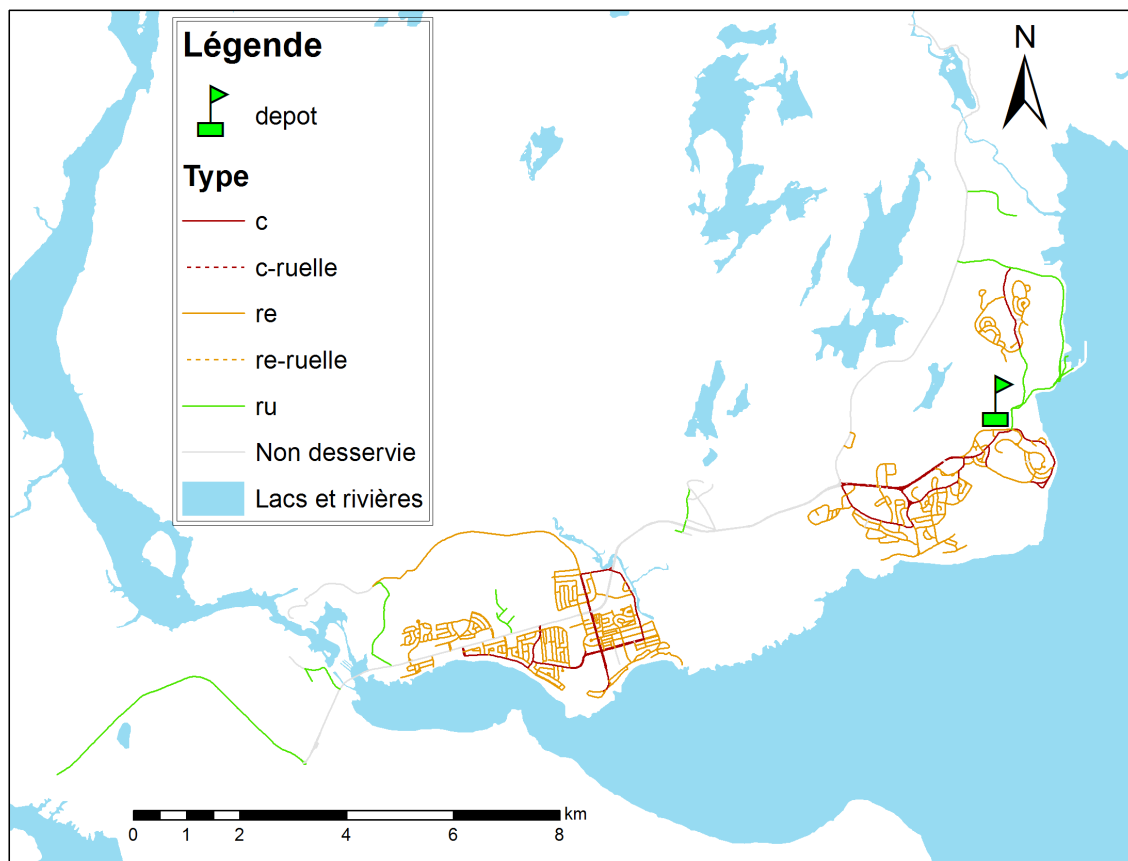 Légende
depot
Type
c
c-ruelle
re
re-ruelle
ru
Non desservie
Lacs et rivières
N
km
0 1 2 4 6 8